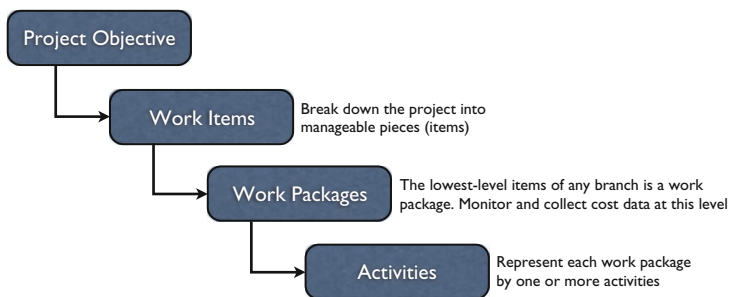 Project Objective
Work Items
Break down the project into
manageable pieces (items)
Work Packages
The lowest-level items of any branch is a work
package. Monitor and collect cost data at this level
Activities
Represent each work package
by one or more activities